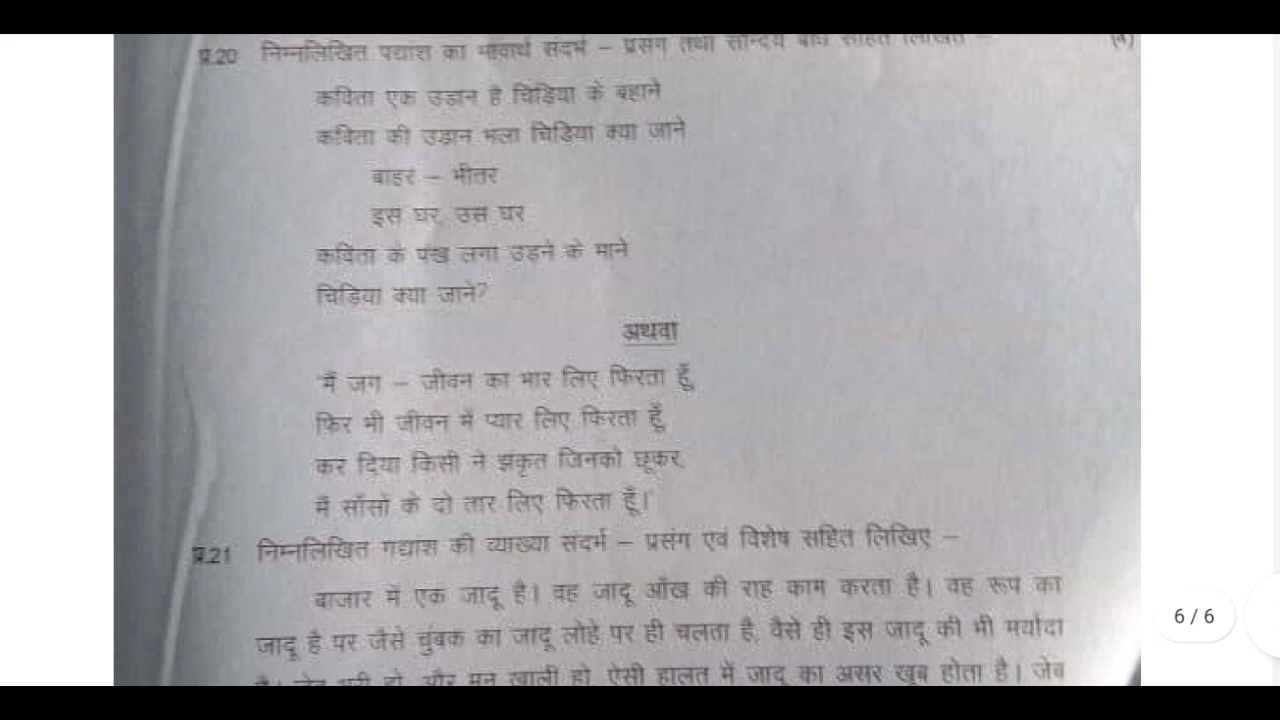 प्र.20 निम्नलिखित पद्यांश का भावार्थ संदर्भ – प्रसंग तथा सौन्दर्य बोध सहित लिखिते – (4)
कविता एक उड़ान है चिड़िया के बहाने
कविता की उड़ान भला चिड़िया क्या जाने
बाहर – भीतर
इस घर, उस घर
कविता के पंख लगा उड़ने के माने
चिड़िया क्या जाने?
अथवा
'मैं जग – जीवन का भार लिए फिरता हूँ,
फिर भी जीवन में प्यार लिए फिरता हूँ,
कर दिया किसी ने झंकृत जिनको छूकर,
मैं साँसों के दो तार लिए फिरता हूँ।'
प्र.21 निम्नलिखित गद्यांश की व्याख्या संदर्भ – प्रसंग एवं विशेष सहित लिखिए –
बाजार में एक जादू है। वह जादू आँख की राह काम करता है। वह रूप का
जादू है पर जैसे चुंबक का जादू लोहे पर ही चलता है, वैसे ही इस जादू की भी मर्यादा
है। जेब भरी हो, और मन खाली हो, ऐसी हालत में जादू का असर खूब होता है। जेब
6 / 6